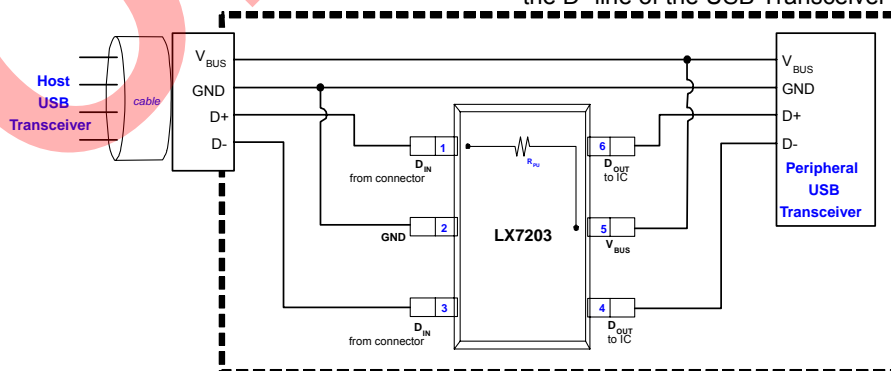 the D- line of the USB Transceiver
Host
USB
Transceiver
cable
VBUS
GND
D+
D-
1
DIN
from connector
2
GND
3
DIN
from connector
RPU
LX7203
6
DOUT
to IC
5
VBUS
4
DOUT
to IC
VBUS
GND
D+
D-
Peripheral
USB
Transceiver